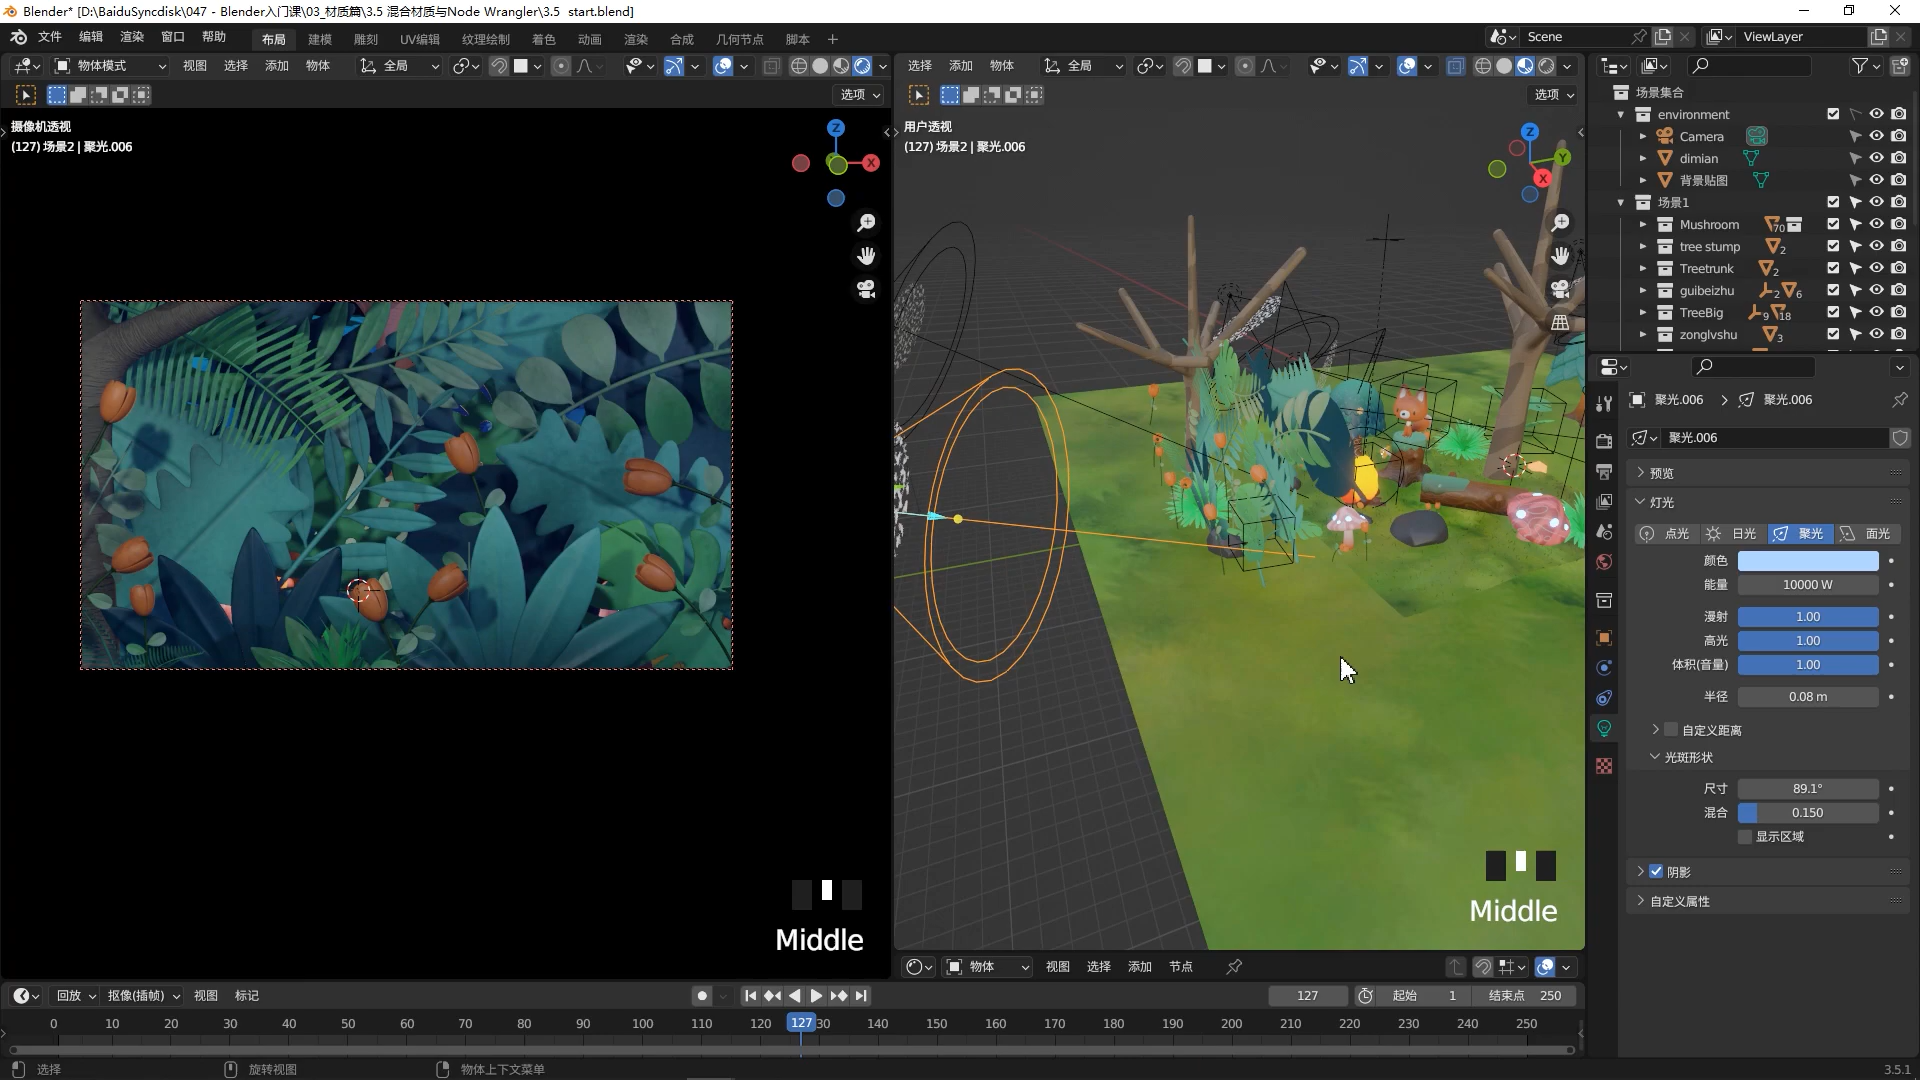 Blender* [D:\BaiduSyncdisk\047 - Blender入门课\03_材质篇\3.5 混合材质与Node Wrangler\3.5  start.blend]
文件 编辑 渲染 窗口 帮助 布局 建模 雕刻 UV编辑 纹理绘制 着色 动画 渲染 合成 几何节点 脚本 + Scene ViewLayer
物体模式 视图 选择 添加 物体 全局
选择 添加 物体 全局
选项
选项
摄像机透视
(127) 场景2 | 聚光.006
Z
X
用户透视
(127) 场景2 | 聚光.006
Z
Y
X
Middle
Middle
场景集合
environment
Camera
dimian
背景贴图
场景1
Mushroom 70
tree stump 2
Treetrunk 2
guibeizhu 2 6
TreeBig 9 18
zonglvshu 3
聚光.006 > 聚光.006
聚光.006
预览
灯光
点光 日光 聚光 面光
颜色
能量 10000 W
漫射 1.00
高光 1.00
体积(音量) 1.00
半径 0.08 m
自定义距离
光斑形状
尺寸 89.1°
混合 0.150
显示区域
阴影
自定义属性
物体 视图 选择 添加 节点
回放 抠像(插帧) 视图 标记 127 起始 1 结束点 250
0 10 20 30 40 50 60 70 80 90 100 110 120 127 30 140 150 160 170 180 190 200 210 220 230 240 250
选择 旋转视图 物体上下文菜单 3.5.1